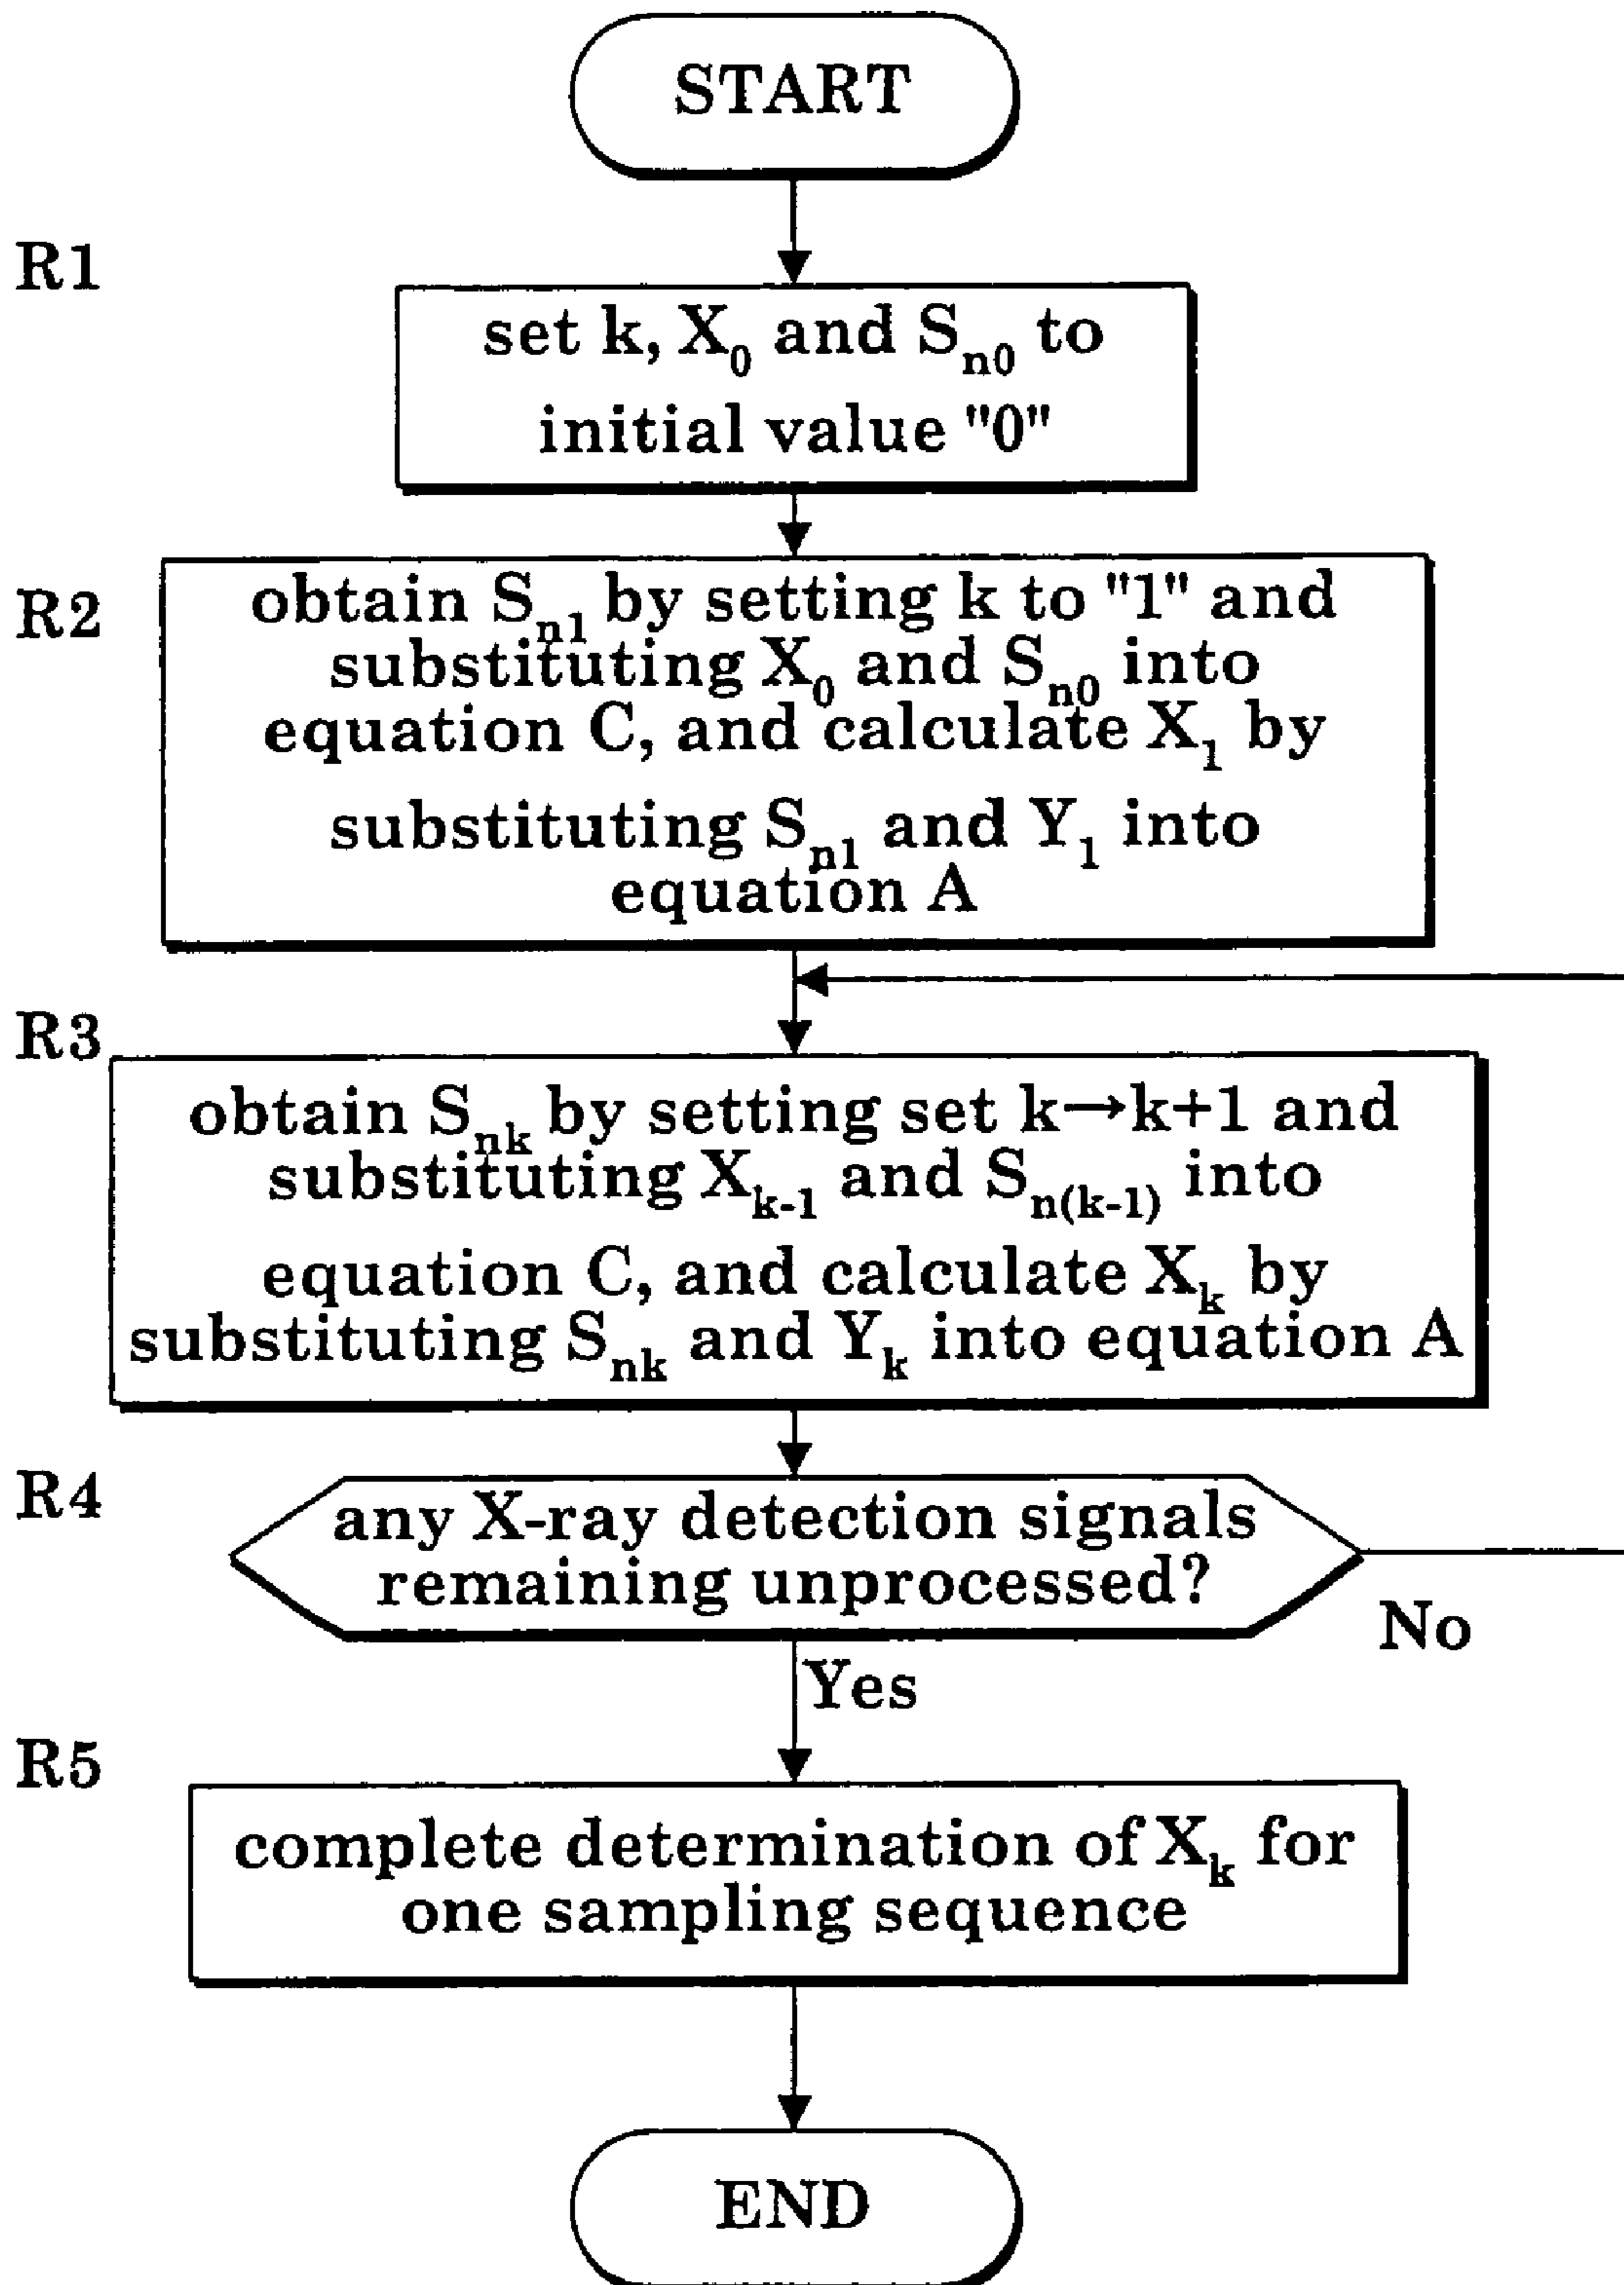 START
R1
set k, X₀ and Sₙ₀ to
initial value "0"
R2
obtain Sₙ₁ by setting k to "1" and
substituting X₀ and Sₙ₀ into
equation C, and calculate X₁ by
substituting Sₙ₁ and Y₁ into
equation A
R3
obtain Sₙₖ by setting set k→k+1 and
substituting Xₖ₋₁ and Sₙ₍ₖ₋₁₎ into
equation C, and calculate Xₖ by
substituting Sₙₖ and Yₖ into equation A
R4
any X-ray detection signals
remaining unprocessed?
No
Yes
R5
complete determination of Xₖ for
one sampling sequence
END